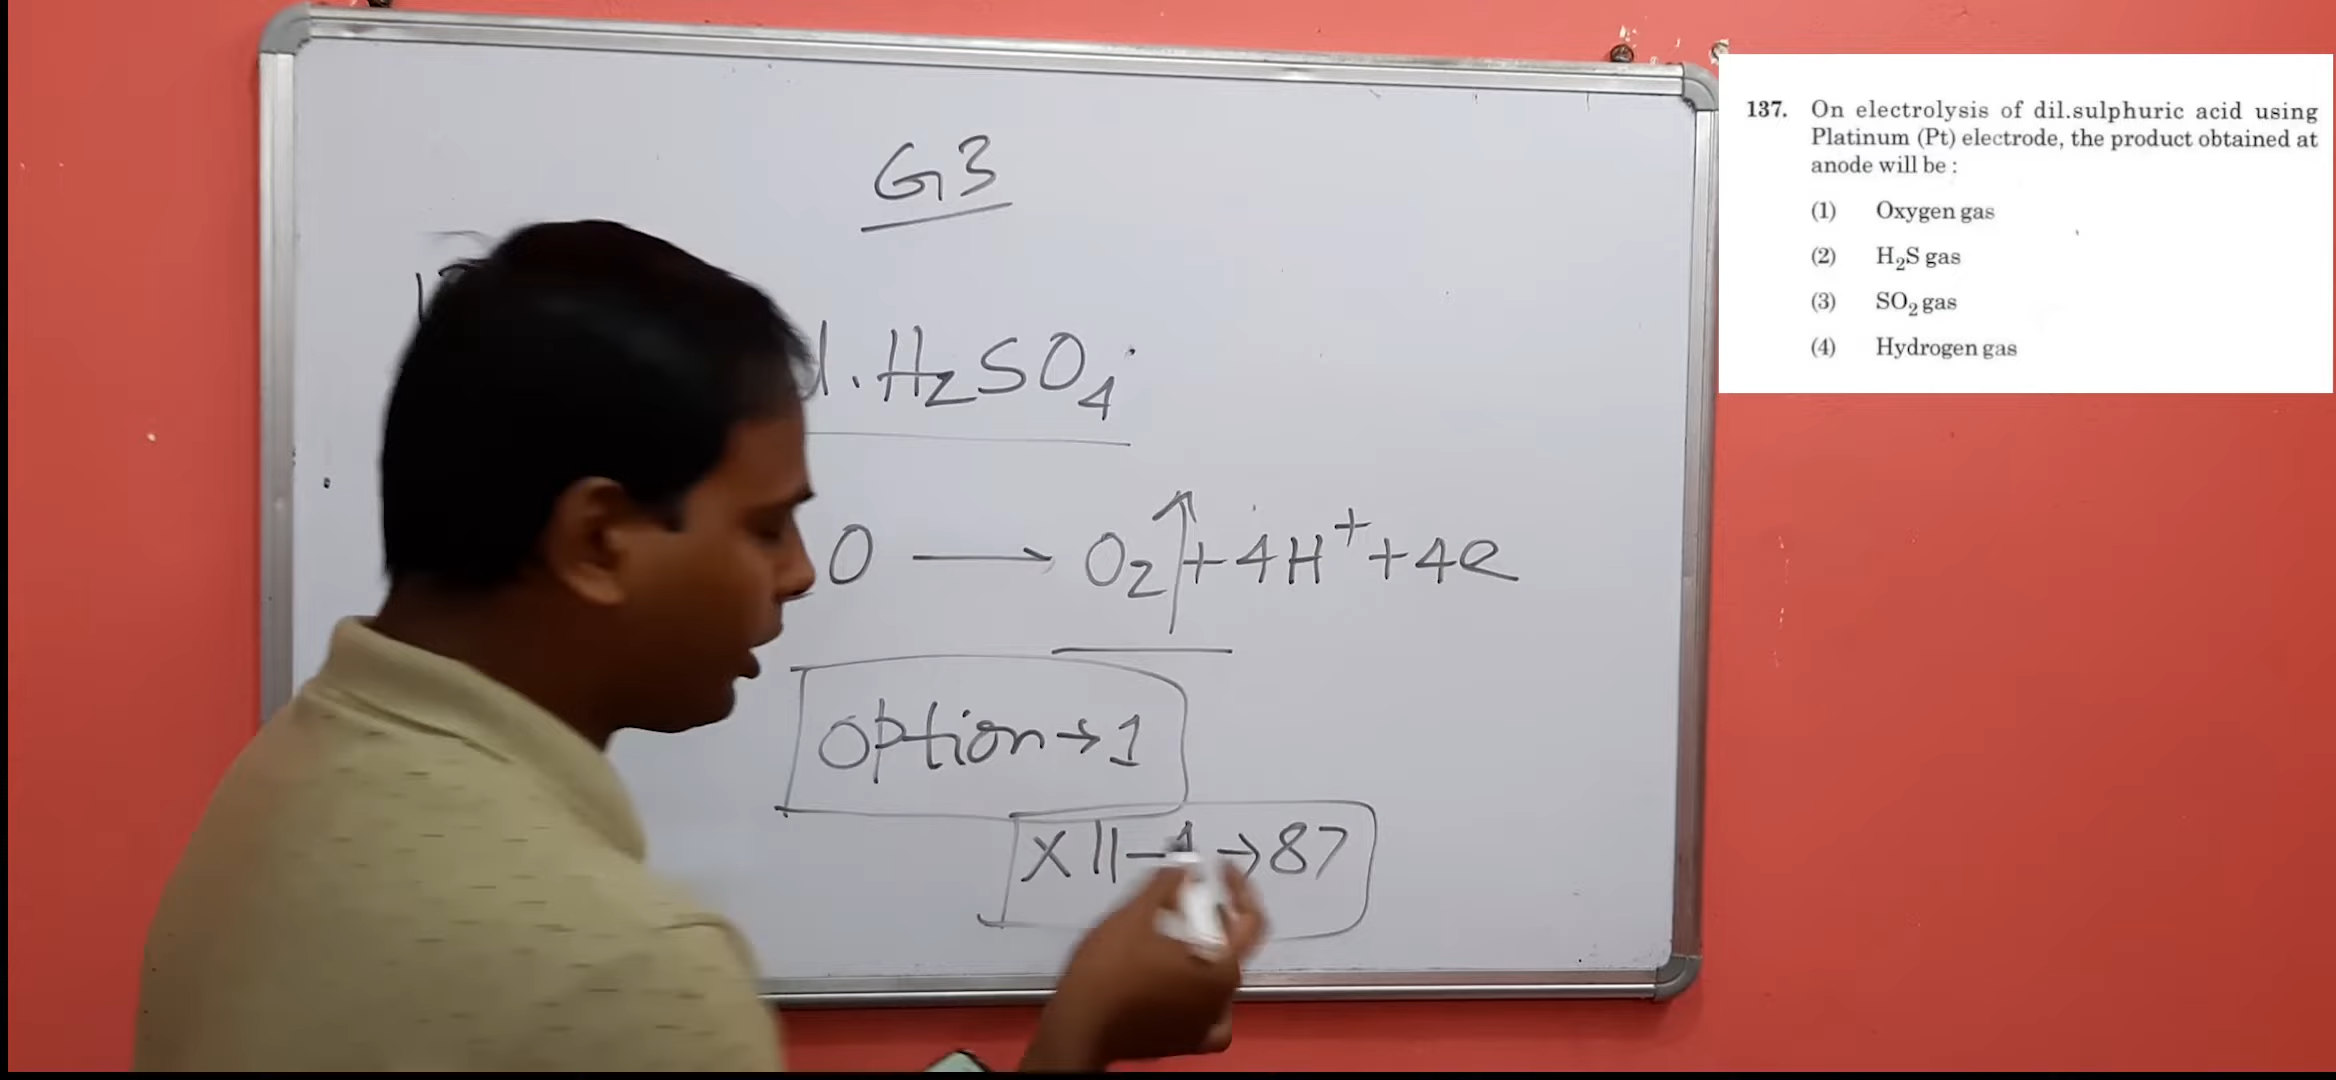 G3
d.H2SO4
O → O2↑+4H⁺+4e
Option→1
XII-1→87
137. On electrolysis of dil.sulphuric acid using
Platinum (Pt) electrode, the product obtained at
anode will be :
(1) Oxygen gas
(2) H₂S gas
(3) SO₂ gas
(4) Hydrogen gas